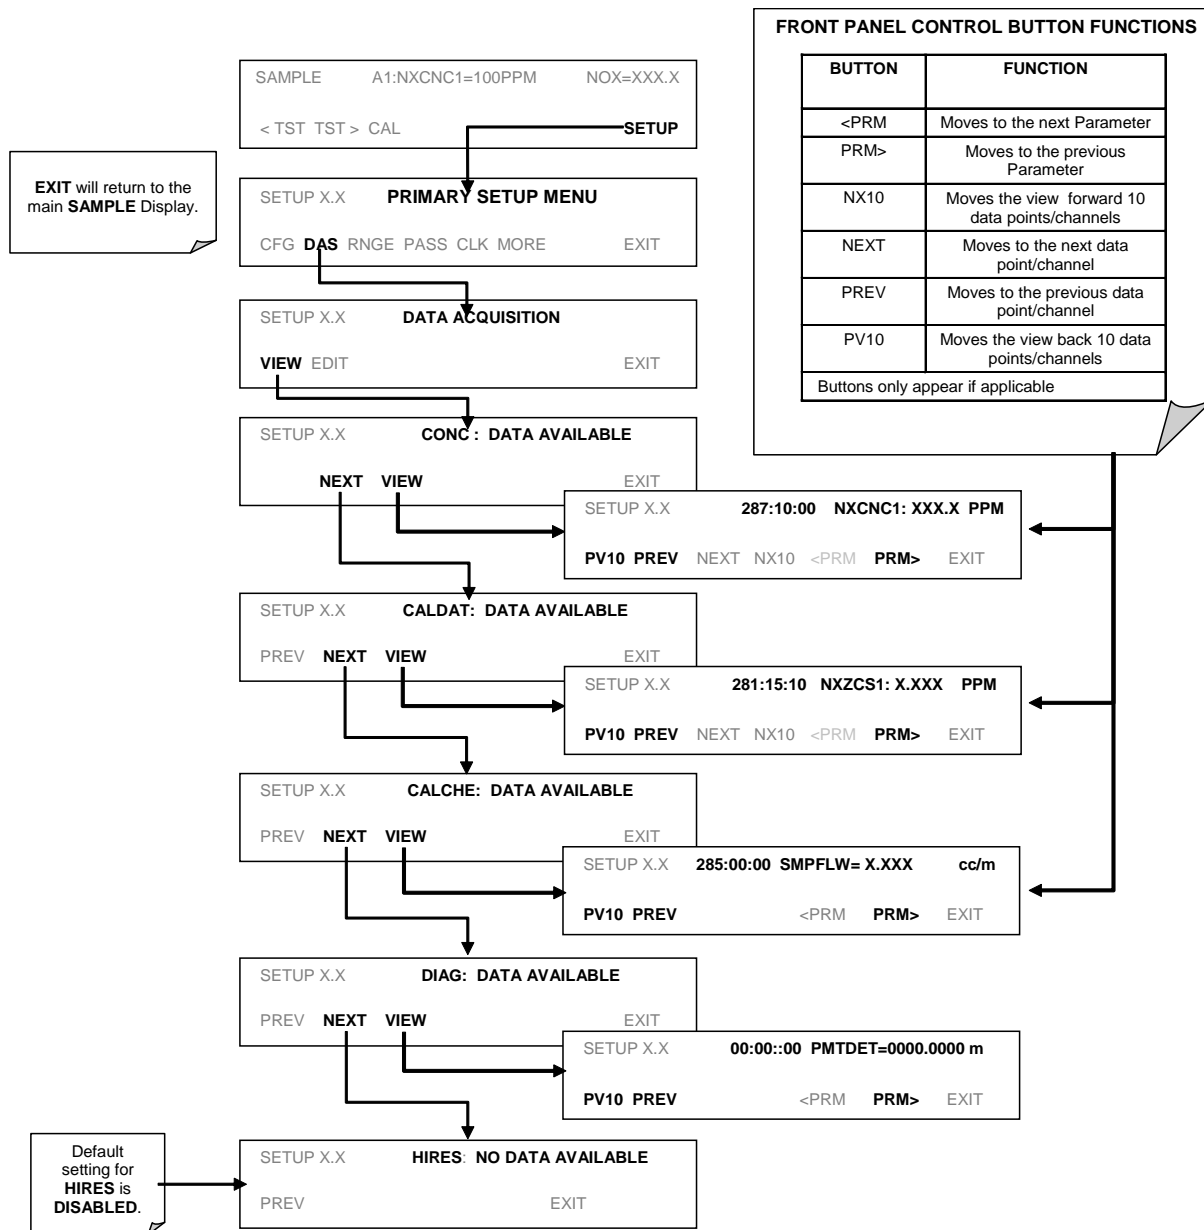 FRONT PANEL CONTROL BUTTON FUNCTIONS
BUTTON FUNCTION
<PRM Moves to the next Parameter
PRM> Moves to the previous
Parameter
NX10 Moves the view forward 10
data points/channels
NEXT Moves to the next data
point/channel
PREV Moves to the previous data
point/channel
PV10 Moves the view back 10 data
points/channels
Buttons only appear if applicable
SAMPLE A1:NXCNC1=100PPM NOX=XXX.X
< TST TST > CAL SETUP
EXIT will return to the
main SAMPLE Display.
SETUP X.X PRIMARY SETUP MENU
CFG DAS RNGE PASS CLK MORE EXIT
SETUP X.X DATA ACQUISITION
VIEW EDIT EXIT
SETUP X.X CONC : DATA AVAILABLE
NEXT VIEW EXIT
SETUP X.X 287:10:00 NXCNC1: XXX.X PPM
PV10 PREV NEXT NX10 <PRM PRM> EXIT
SETUP X.X CALDAT: DATA AVAILABLE
PREV NEXT VIEW EXIT
SETUP X.X 281:15:10 NXZCS1: X.XXX PPM
PV10 PREV NEXT NX10 <PRM PRM> EXIT
SETUP X.X CALCHE: DATA AVAILABLE
PREV NEXT VIEW EXIT
SETUP X.X 285:00:00 SMPFLW= X.XXX cc/m
PV10 PREV <PRM PRM> EXIT
SETUP X.X DIAG: DATA AVAILABLE
PREV NEXT VIEW EXIT
SETUP X.X 00:00::00 PMTDET=0000.0000 m
PV10 PREV <PRM PRM> EXIT
Default
setting for
HIRES is
DISABLED.
SETUP X.X HIRES: NO DATA AVAILABLE
PREV EXIT